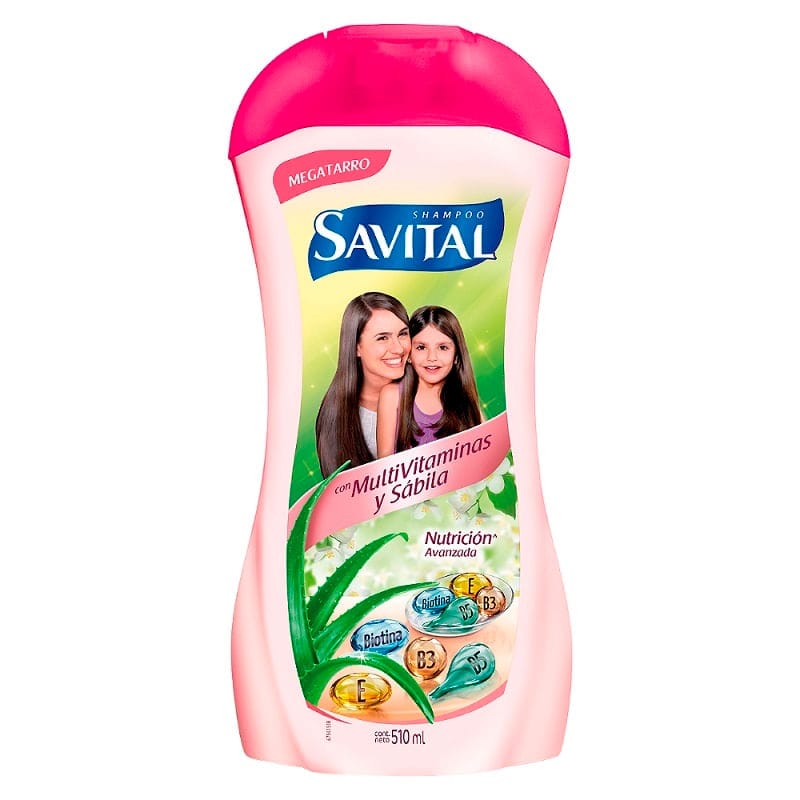 MEGATARRO
SHAMPOO
SAVITAL
con MultiVitaminas
y Sábila
Nutrición^
Avanzada
E
Biotina
B5
B3
Biotina
B3
B5
E
cont.
neto 510 ml